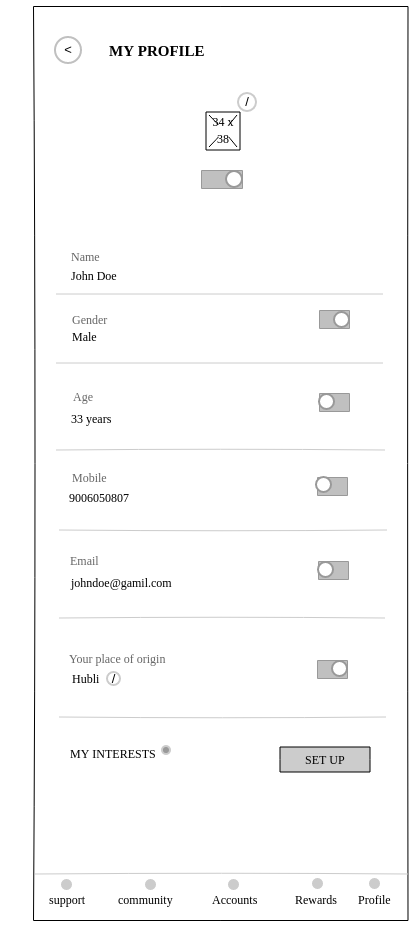 < MY PROFILE
/
34 x
38
Name
John Doe
Gender
Male
Age
33 years
Mobile
9006050807
Email
johndoe@gamil.com
Your place of origin
Hubli /
MY INTERESTS SET UP
support community Accounts Rewards Profile